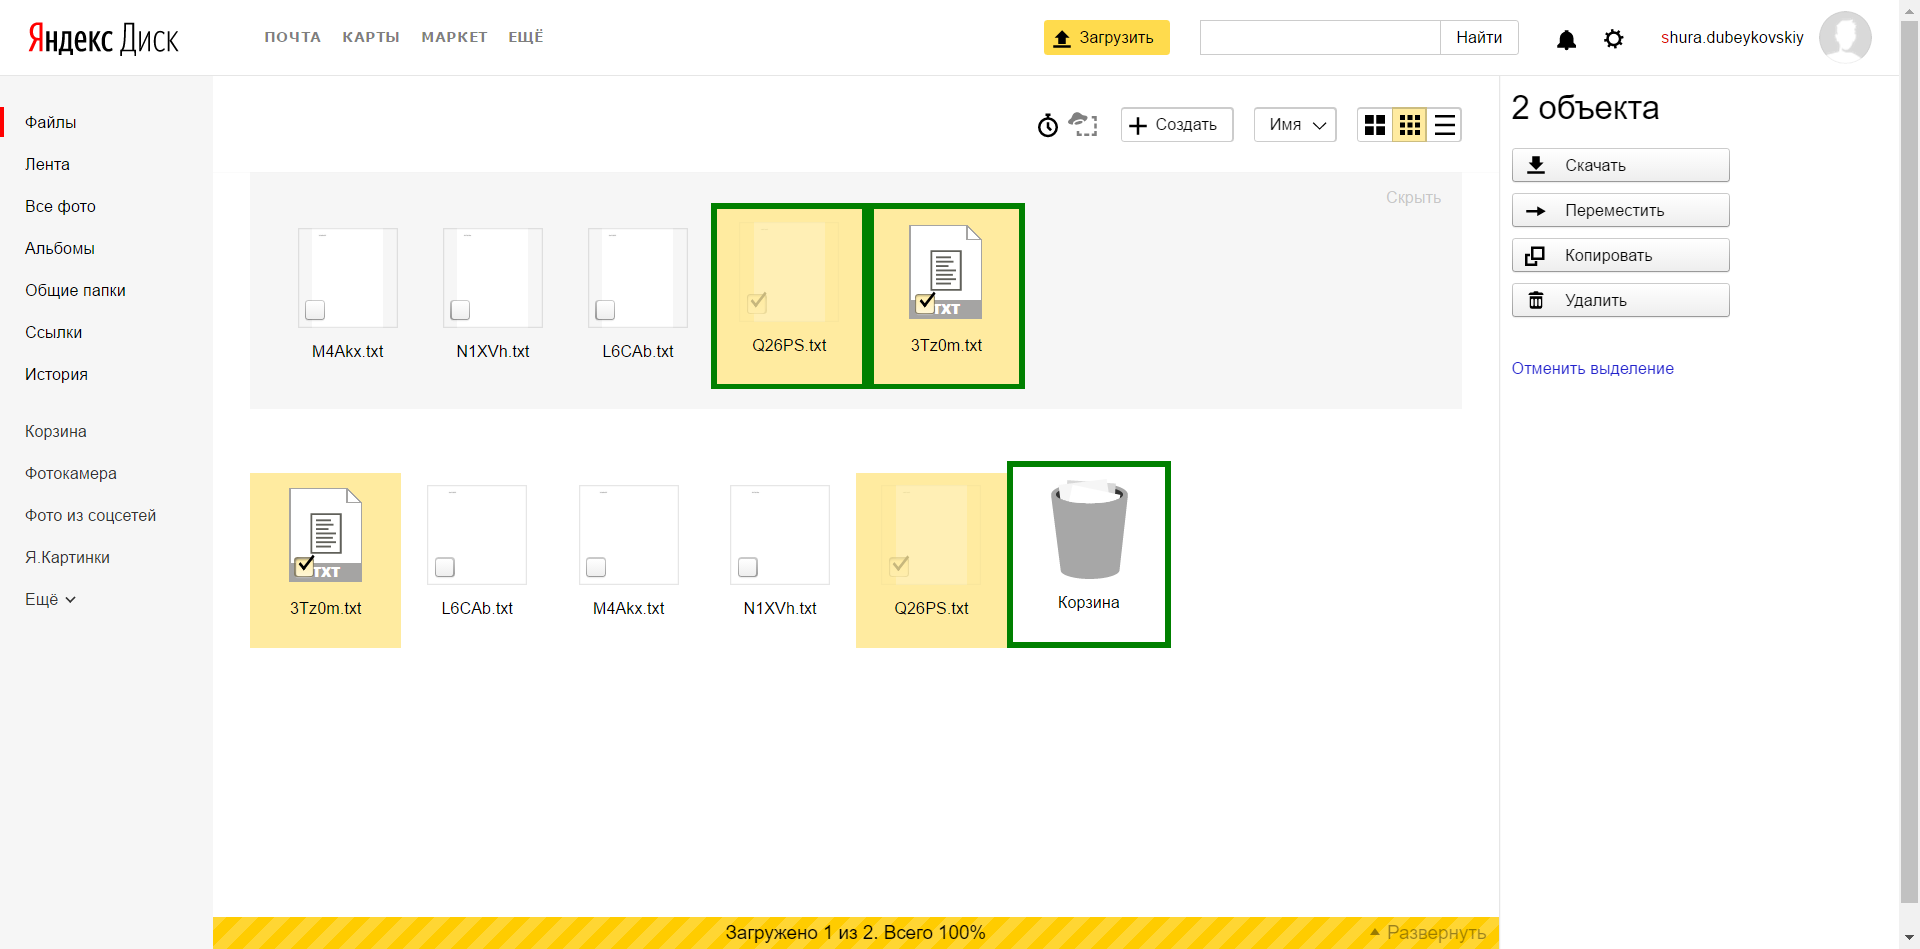 Яндекс Диск
ПОЧТА КАРТЫ МАРКЕТ ЕЩЁ
Загрузить
Найти
shura.dubeykovskiy
Файлы
Лента
Все фото
Альбомы
Общие папки
Ссылки
История
Корзина
Фотокамера
Фото из соцсетей
Я.Картинки
Ещё
Создать
Имя
Скрыть
TXT
M4Akx.txt N1XVh.txt L6CAb.txt Q26PS.txt 3Tz0m.txt
TXT
3Tz0m.txt L6CAb.txt M4Akx.txt N1XVh.txt Q26PS.txt Корзина
Загружено 1 из 2. Всего 100%
Развернуть
2 объекта
Скачать
Переместить
Копировать
Удалить
Отменить выделение